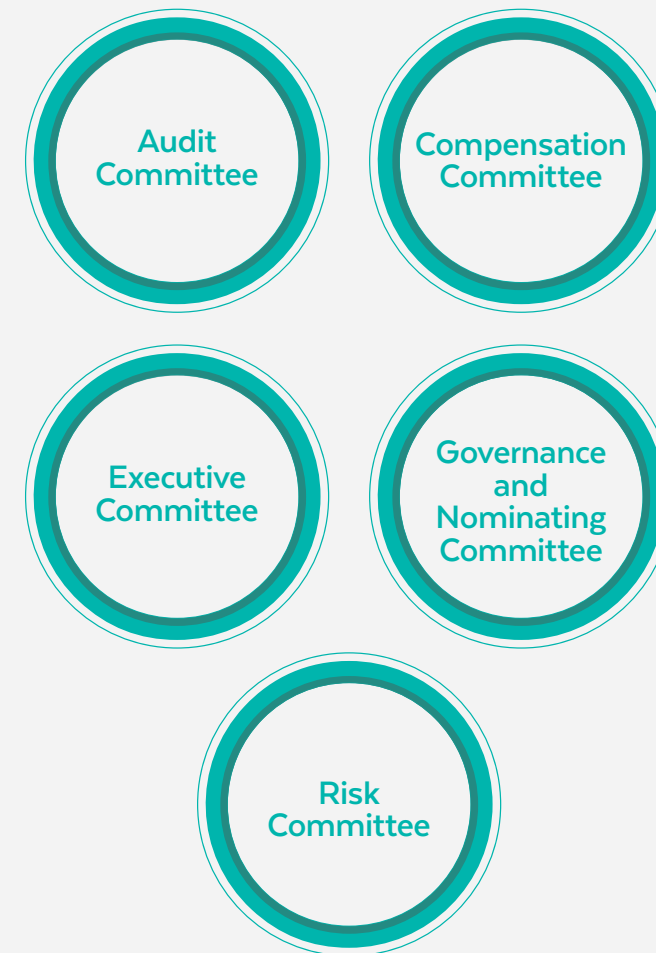 Audit
Committee
Compensation
Committee
Executive
Committee
Governance
and
Nominating
Committee
Risk
Committee